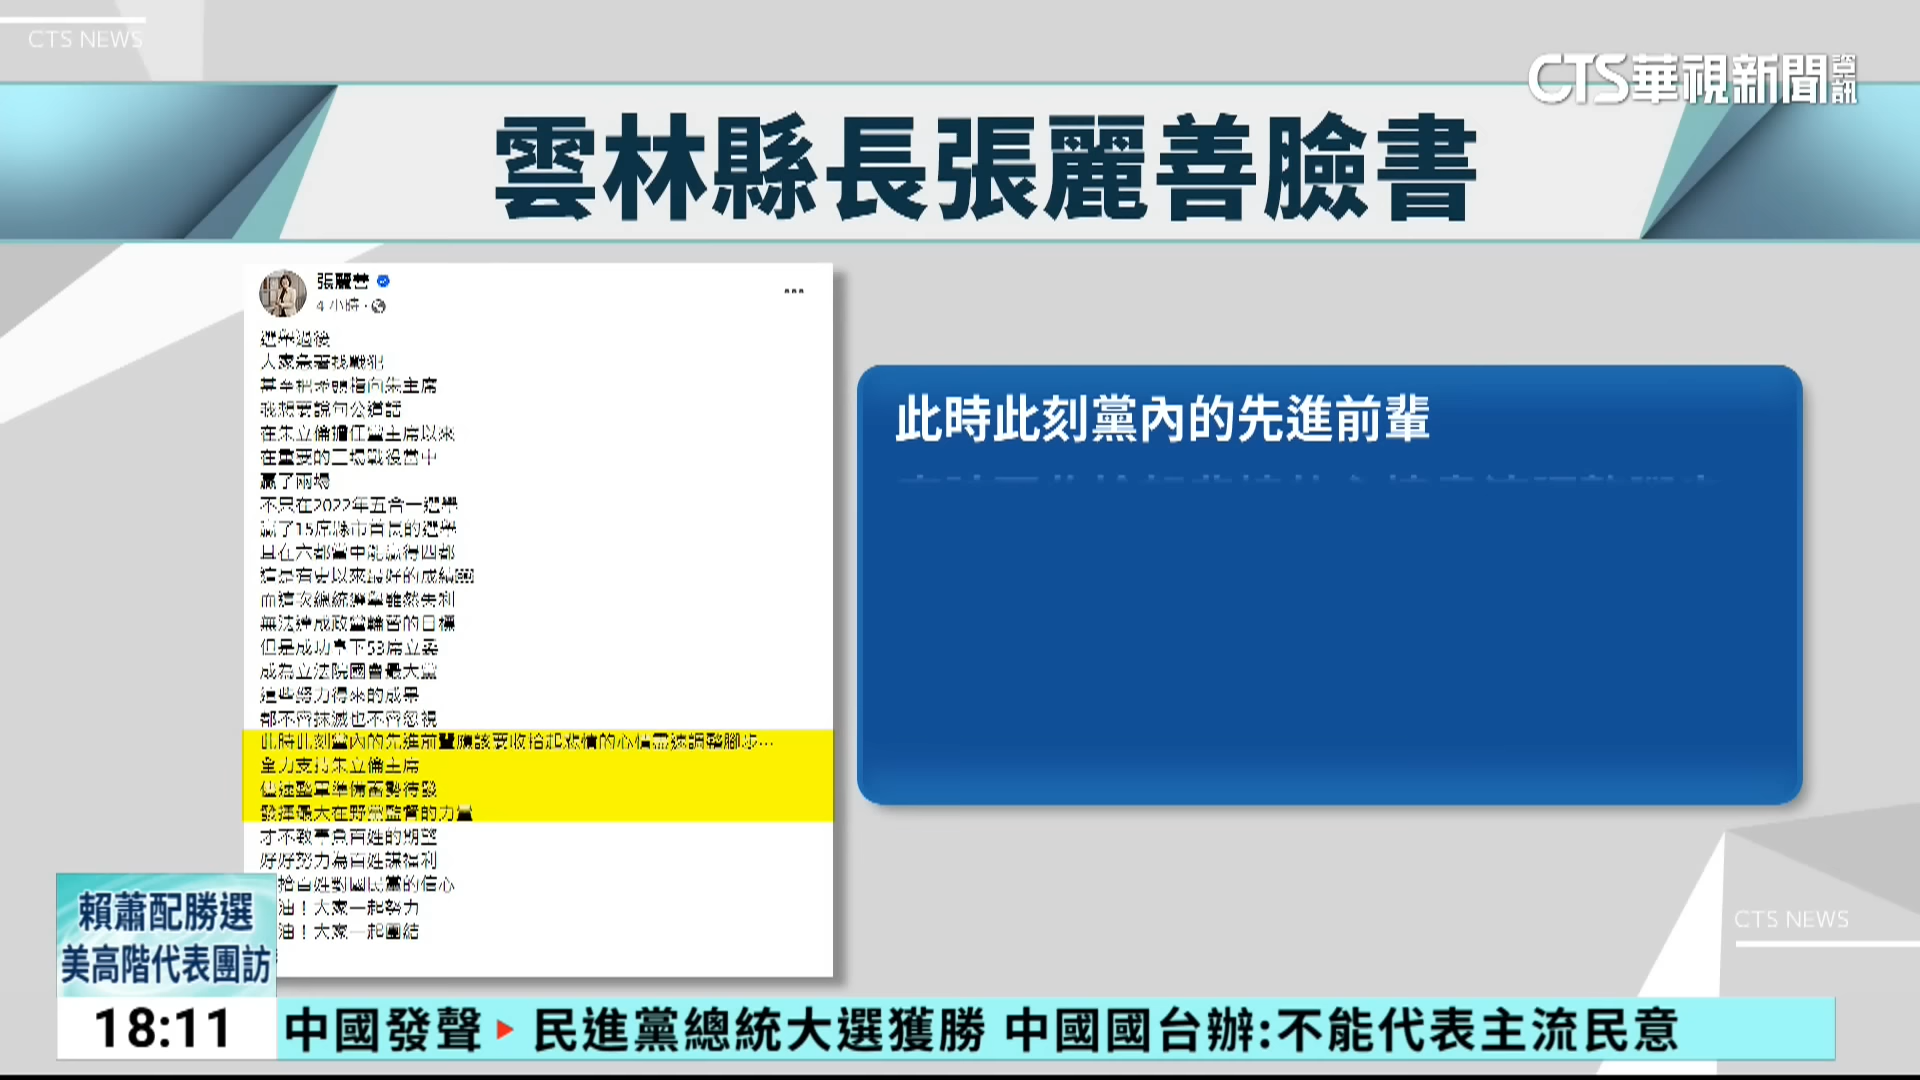 CTS NEWS
CTS華視新聞資訊
雲林縣長張麗善臉書
張麗善
4 小時
選舉過後
大家急著找戰犯
甚至把矛頭指向朱主席
我想要說句公道話
在朱立倫擔任黨主席以來
在重要的三場戰役當中
贏了兩場
不只在2022年五合一選舉
贏了15席縣市首長的選舉
且在六都當中能贏得四都
這是有史以來最好的成績
而這次總統選舉雖然失利
無法達成政黨輪替的目標
但是成功拿下53席立委
成為立法院國會最大黨
這些努力得來的成果
都不容抹滅也不容忽視
此時此刻黨內的先進前輩應該要收拾起悲情的心情盡速調整腳步…
全力支持朱立倫主席
儘速整軍準備蓄勢待發
發揮最大在野黨監督的力量
才不致辜負百姓的期望
好好努力為百姓謀福利
拾百姓對國民黨的信心
油！大家一起努力
油！大家一起團結
此時此刻黨內的先進前輩
CTS NEWS
賴蕭配勝選
美高階代表團訪
18:11 中國發聲▶民進黨總統大選獲勝 中國國台辦:不能代表主流民意